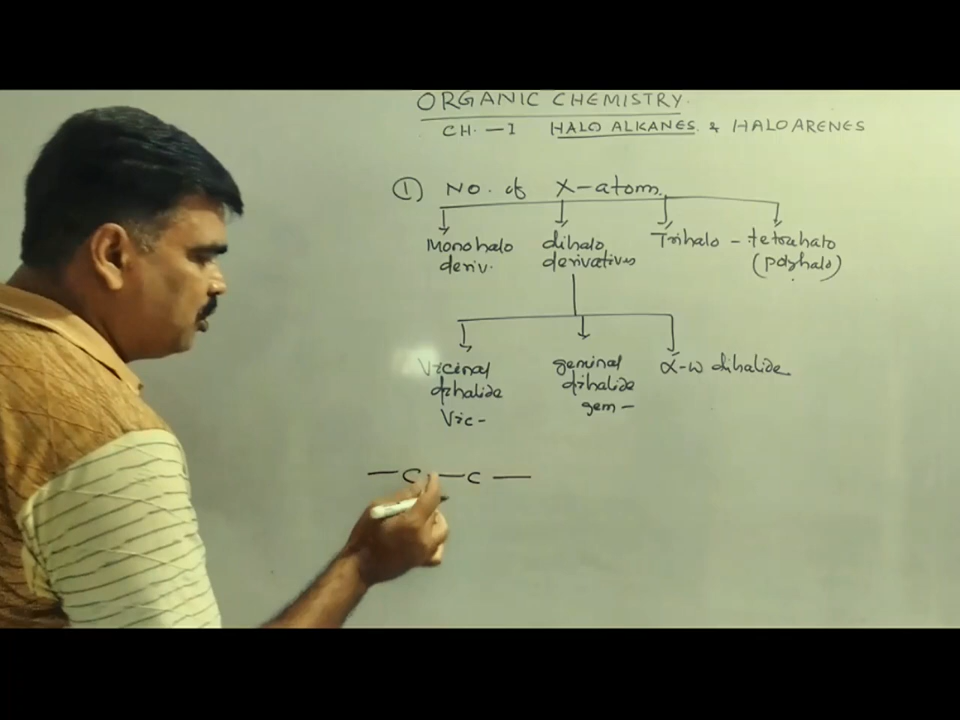 ORGANIC CHEMISTRY.
CH. - I HALO ALKANES & HALOARENES
① No. of X-atom.
Monohalo deriv.
dihalo derivatives
Trihalo - tetrahalo (polyhalo)
Vicinal dihalide Vic-
geminal dihalide gem-
α-ω dihalide
- C - C -